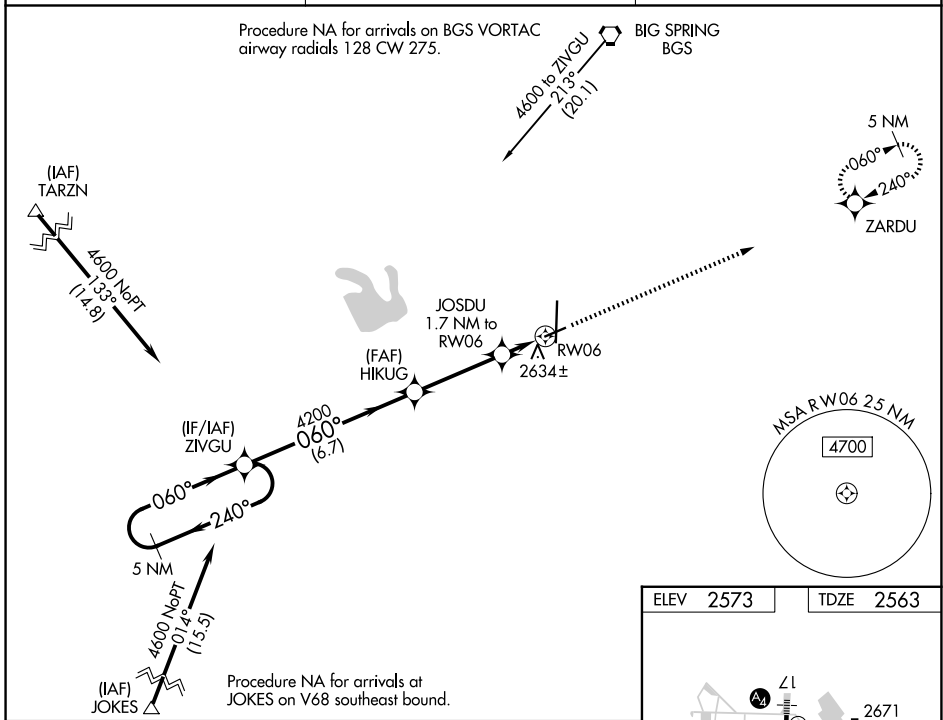 Procedure NA for arrivals on BGS VORTAC
airway radials 128 CW 275.
BIG SPRING
BGS
4600 to ZIVGU
213°
(20.1)
5 NM
060°
240°
ZARDU
(IAF)
TARZN
4600 NoPT
133°
(14.8)
JOSDU
1.7 NM to
RW06
RW06
2634±
(FAF)
HIKUG
4200
060°
(6.7)
(IF/IAF)
ZIVGU
060°
240°
5 NM
MSA RW06 25 NM
4700
4600 NoPT
014°
(15.5)
(IAF)
JOKES
Procedure NA for arrivals at
JOKES on V68 southeast bound.
ELEV 2573
TDZE 2563
17
A4
2671